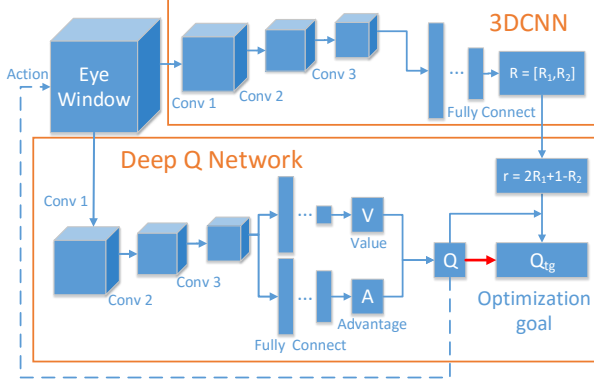 3DCNN
Action
Eye
Window
Conv 1
Conv 2
Conv 3
Fully Connect
...
R = [R₁,R₂]
Deep Q Network
Conv 1
Conv 2
Conv 3
...
...
Fully Connect
V
Value
A
Advantage
r = 2R₁+1-R₂
Q
Qtg
Optimization
goal